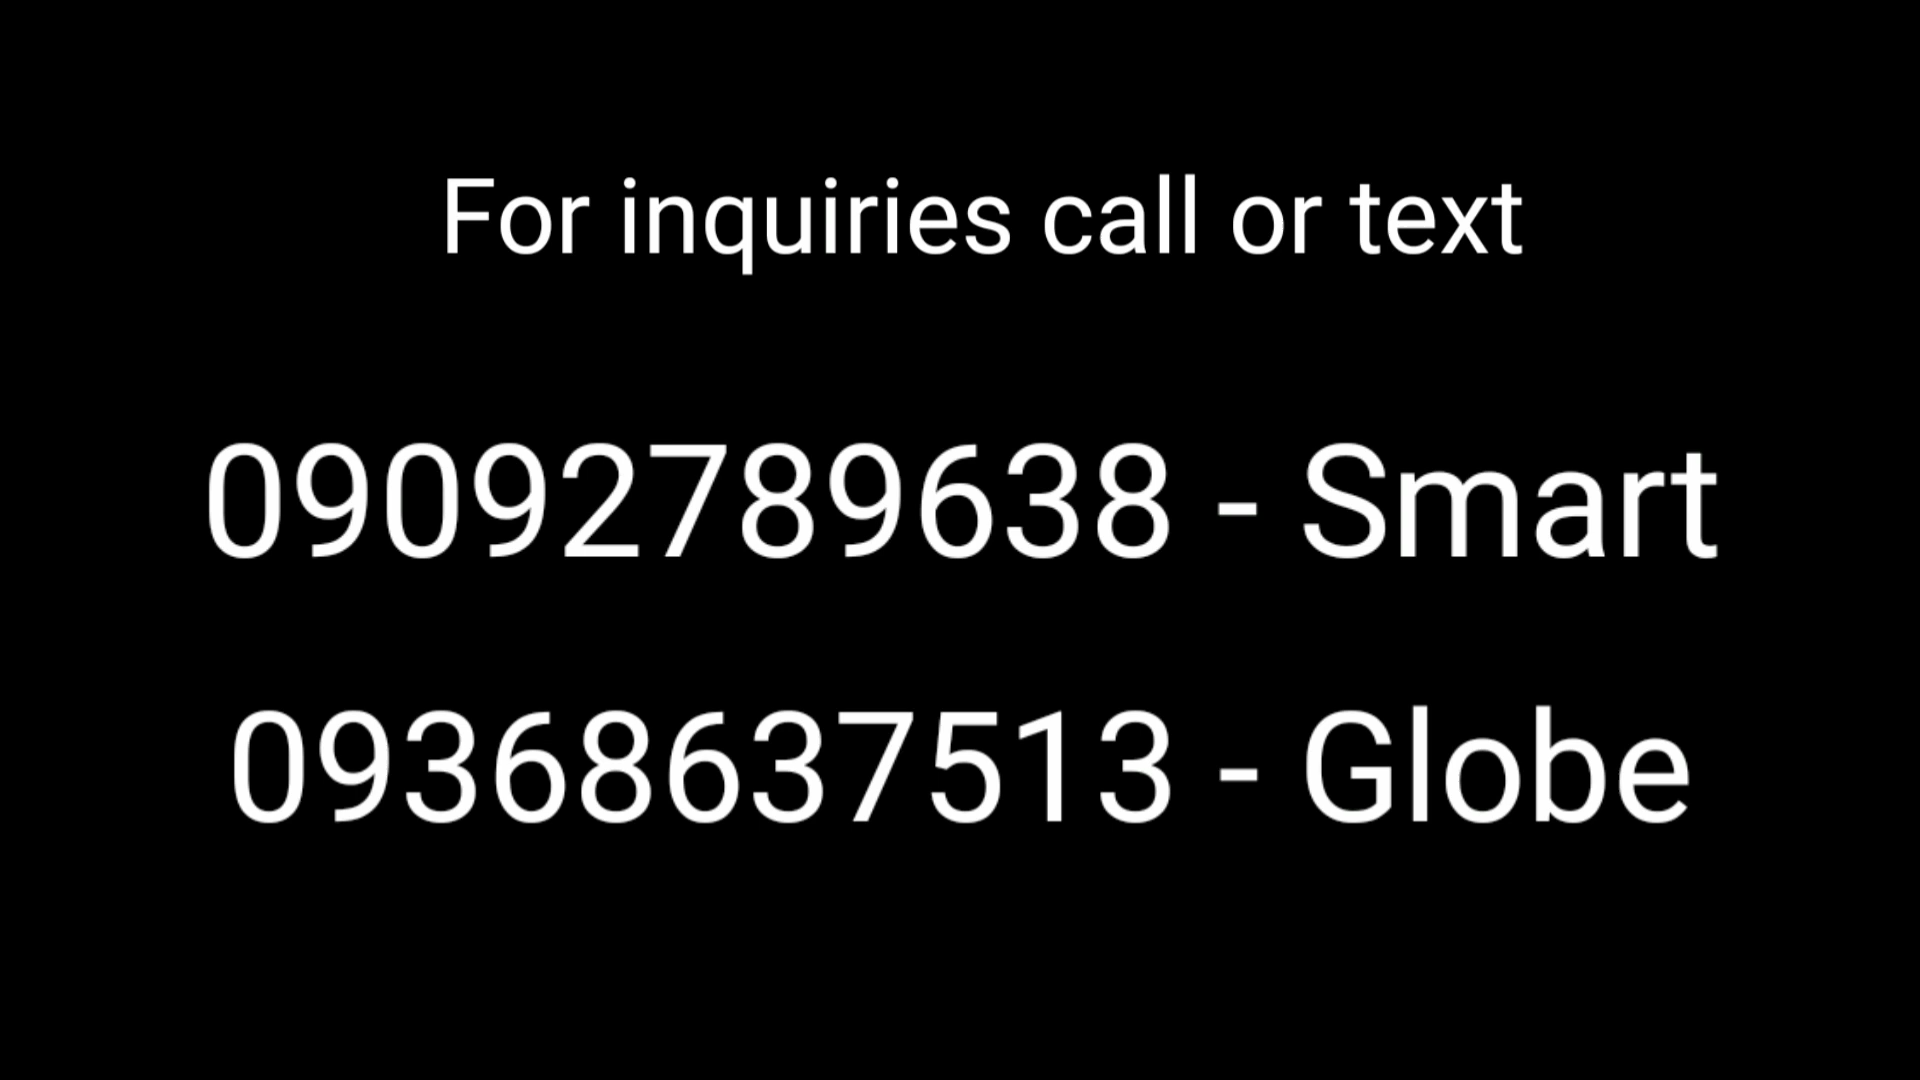 For inquiries call or text
09092789638 - Smart
09368637513 - Globe